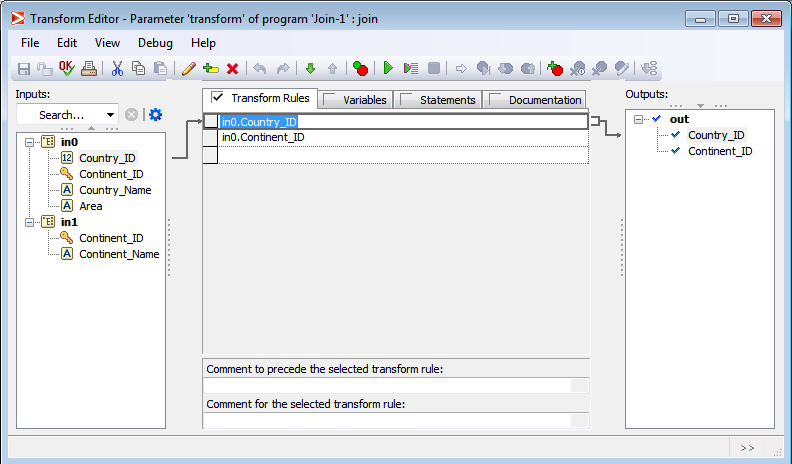 Transform Editor - Parameter 'transform' of program 'Join-1' : join
File Edit View Debug Help
OK
Inputs:
Search...
in0
12 Country_ID
Continent_ID
A Country_Name
A Area
in1
Continent_ID
A Continent_Name
Transform Rules Variables Statements Documentation
in0.Country_ID
in0.Continent_ID
Comment to precede the selected transform rule:
Comment for the selected transform rule:
Outputs:
out
Country_ID
Continent_ID
>>